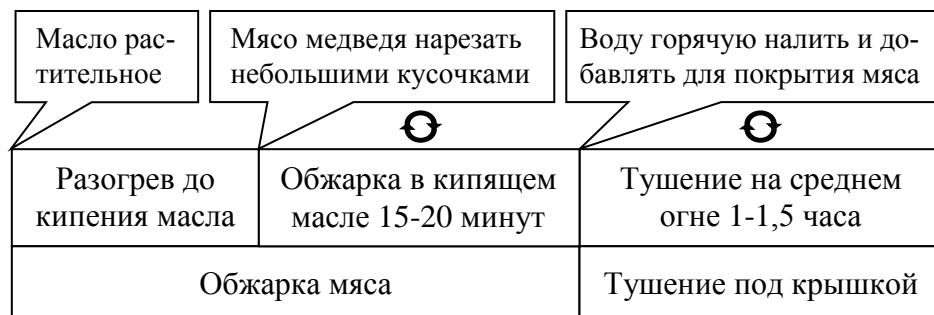 Масло рас-
тительное
Мясо медведя нарезать
небольшими кусочками
Воду горячую налить и до-
бавлять для покрытия мяса
Разогрев до
кипения масла
Обжарка в кипящем
масле 15-20 минут
Тушение на среднем
огне 1-1,5 часа
Обжарка мяса
Тушение под крышкой